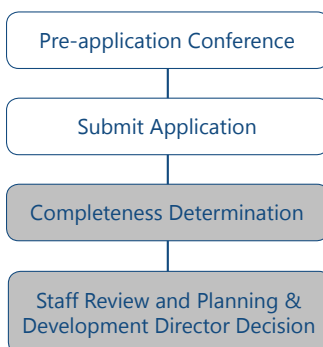 Pre-application Conference
Submit Application
Completeness Determination
Staff Review and Planning &
Development Director Decision